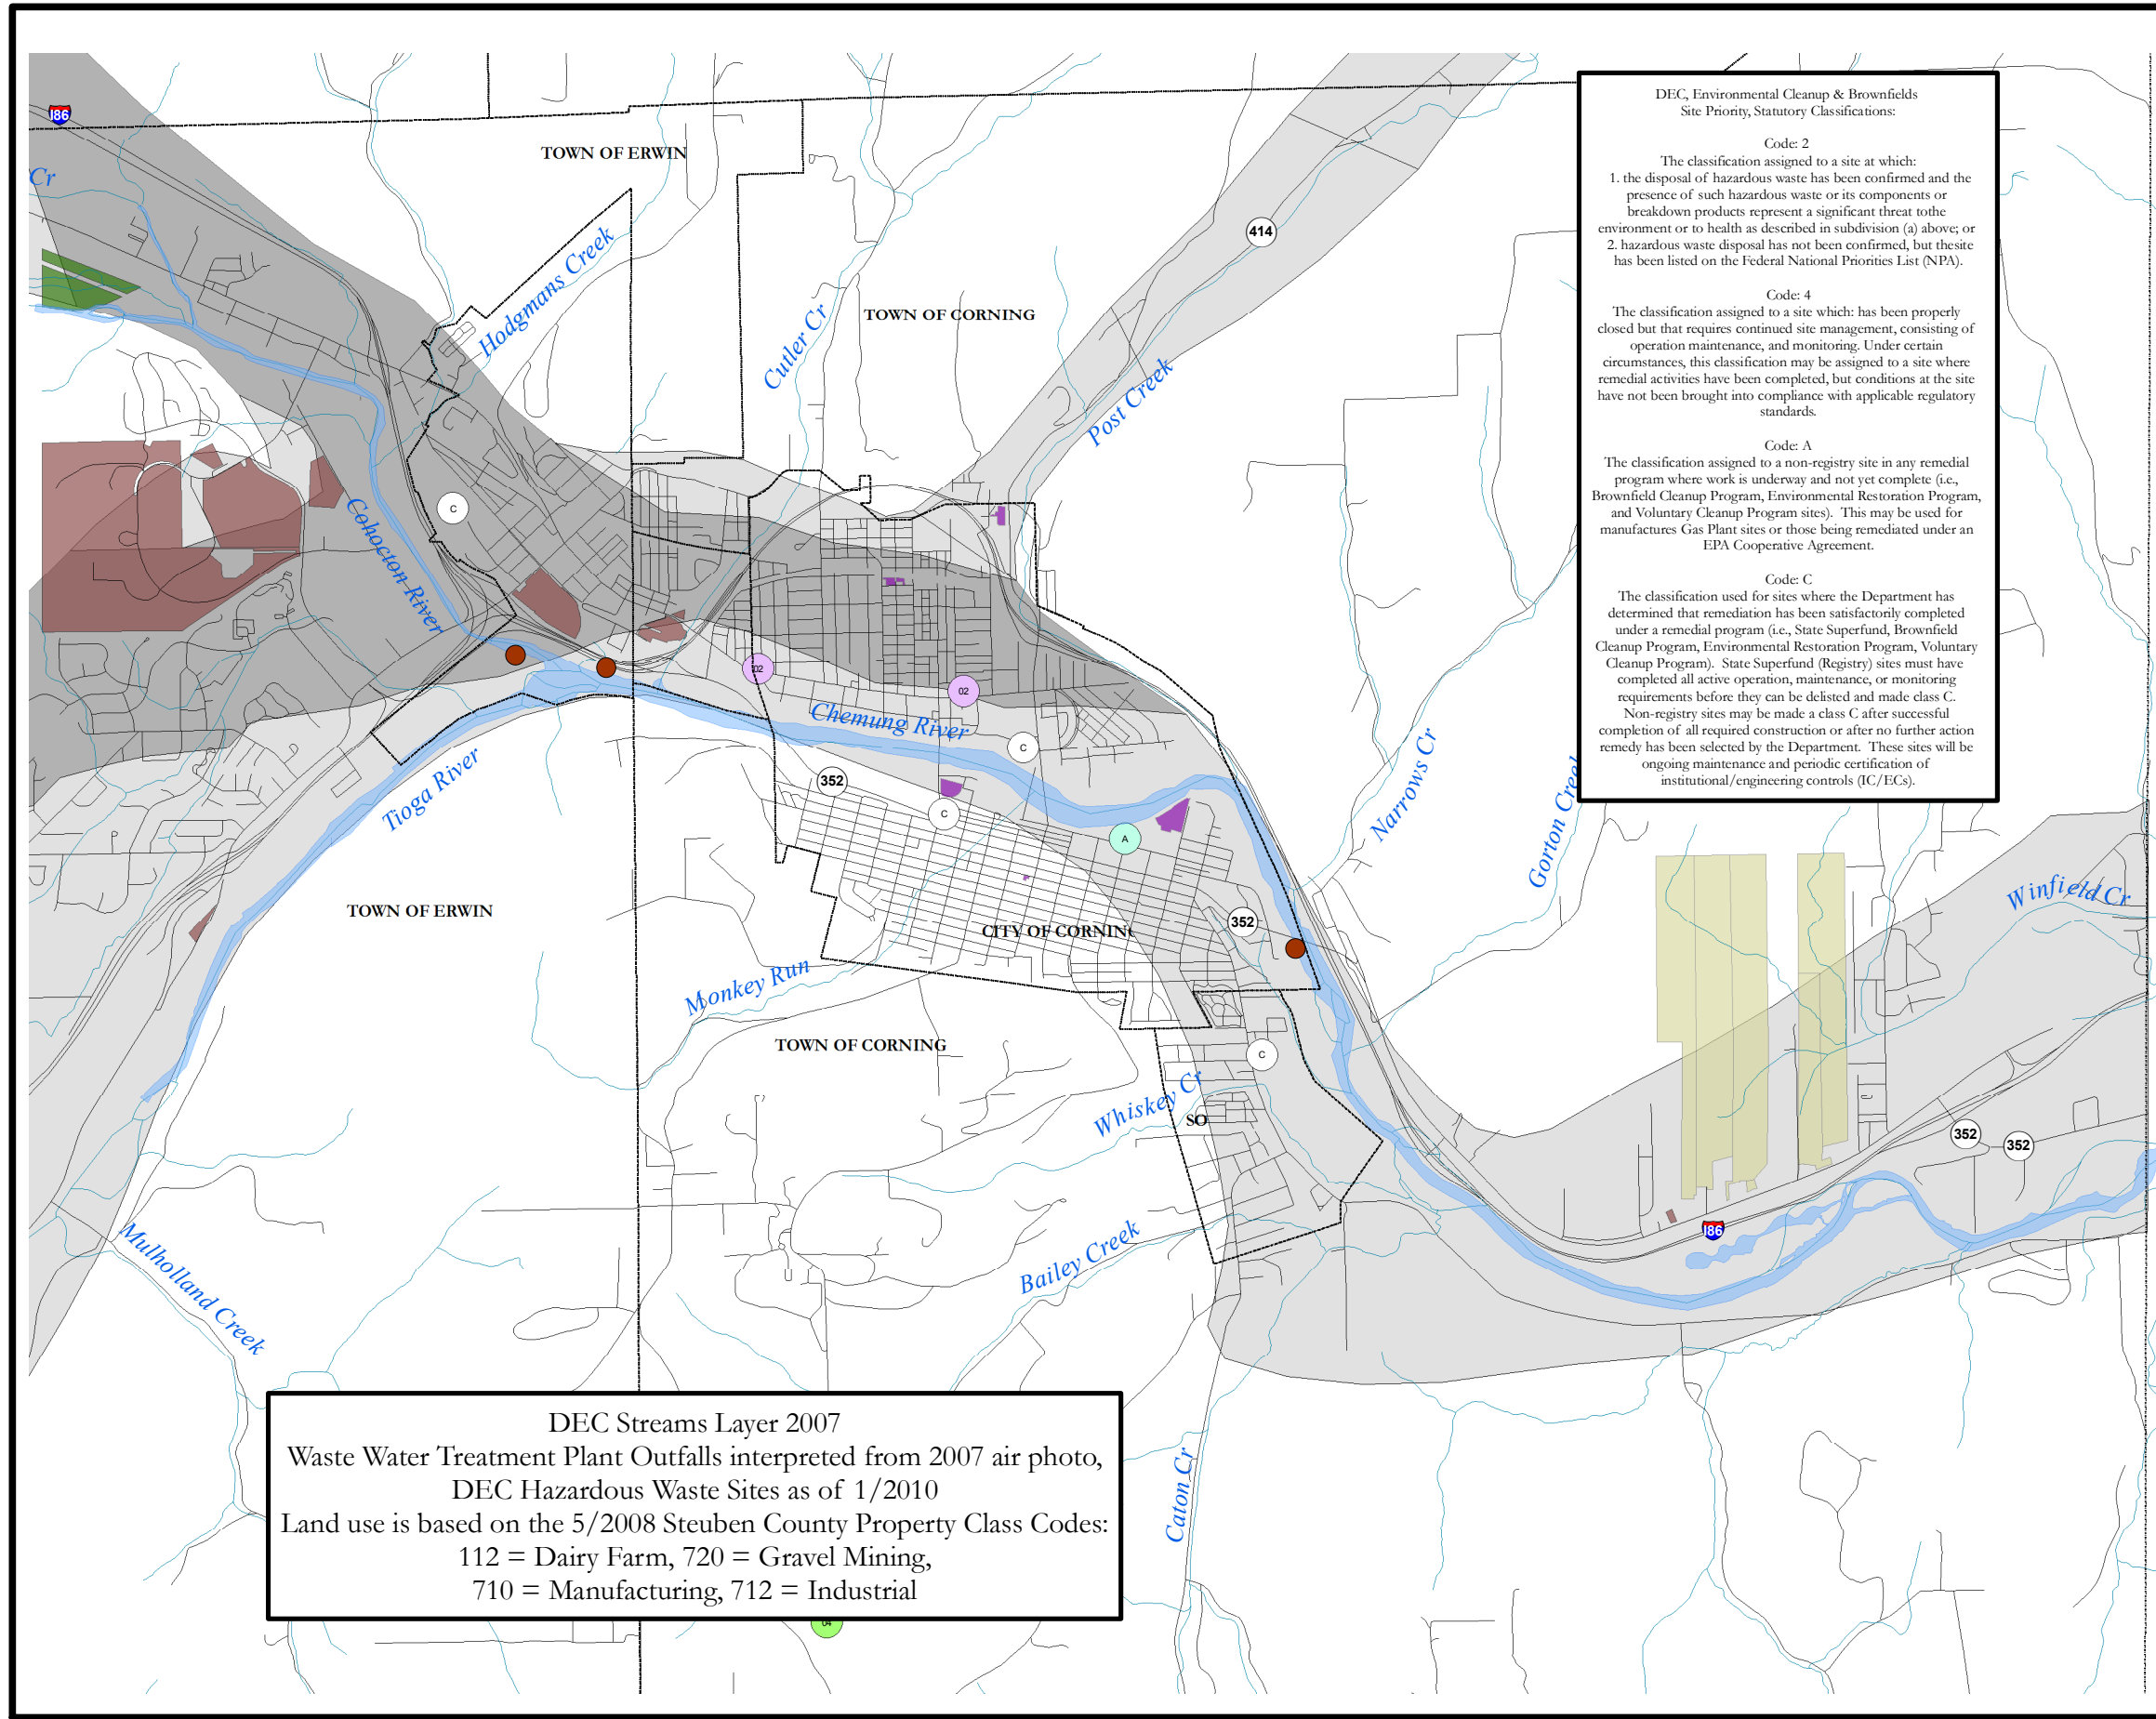 I86
Cr
TOWN OF ERWIN
Hodgmans Creek
414
TOWN OF CORNING
Cutler Cr
Post Creek
C
Cohocton River
02
02
Chemung River
C
352
Tioga River
C
A
Narrows Cr
Gorton Creek
Winfield Cr
TOWN OF ERWIN
352
CITY OF CORNING
Monkey Run
TOWN OF CORNING
C
Whiskey Cr
SO
352
352
I86
Bailey Creek
Mulholland Creek
Caton Cr
04
DEC, Environmental Cleanup & Brownfields
Site Priority, Statutory Classifications:
Code: 2
The classification assigned to a site at which:
1. the disposal of hazardous waste has been confirmed and the
presence of such hazardous waste or its components or
breakdown products represent a significant threat tothe
environment or to health as described in subdivision (a) above; or
2. hazardous waste disposal has not been confirmed, but thesite
has been listed on the Federal National Priorities List (NPA).
Code: 4
The classification assigned to a site which: has been properly
closed but that requires continued site management, consisting of
operation maintenance, and monitoring. Under certain
circumstances, this classification may be assigned to a site where
remedial activities have been completed, but conditions at the site
have not been brought into compliance with applicable regulatory
standards.
Code: A
The classification assigned to a non-registry site in any remedial
program where work is underway and not yet complete (i.e.,
Brownfield Cleanup Program, Environmental Restoration Program,
and Voluntary Cleanup Program sites). This may be used for
manufactures Gas Plant sites or those being remediated under an
EPA Cooperative Agreement.
Code: C
The classification used for sites where the Department has
determined that remediation has been satisfactorily completed
under a remedial program (i.e., State Superfund, Brownfield
Cleanup Program, Environmental Restoration Program, Voluntary
Cleanup Program). State Superfund (Registry) sites must have
completed all active operation, maintenance, or monitoring
requirements before they can be delisted and made class C.
Non-registry sites may be made a class C after successful
completion of all required construction or after no further action
remedy has been selected by the Department. These sites will be
ongoing maintenance and periodic certification of
institutional/engineering controls (IC/ECs).
DEC Streams Layer 2007
Waste Water Treatment Plant Outfalls interpreted from 2007 air photo,
DEC Hazardous Waste Sites as of 1/2010
Land use is based on the 5/2008 Steuben County Property Class Codes:
112 = Dairy Farm, 720 = Gravel Mining,
710 = Manufacturing, 712 = Industrial